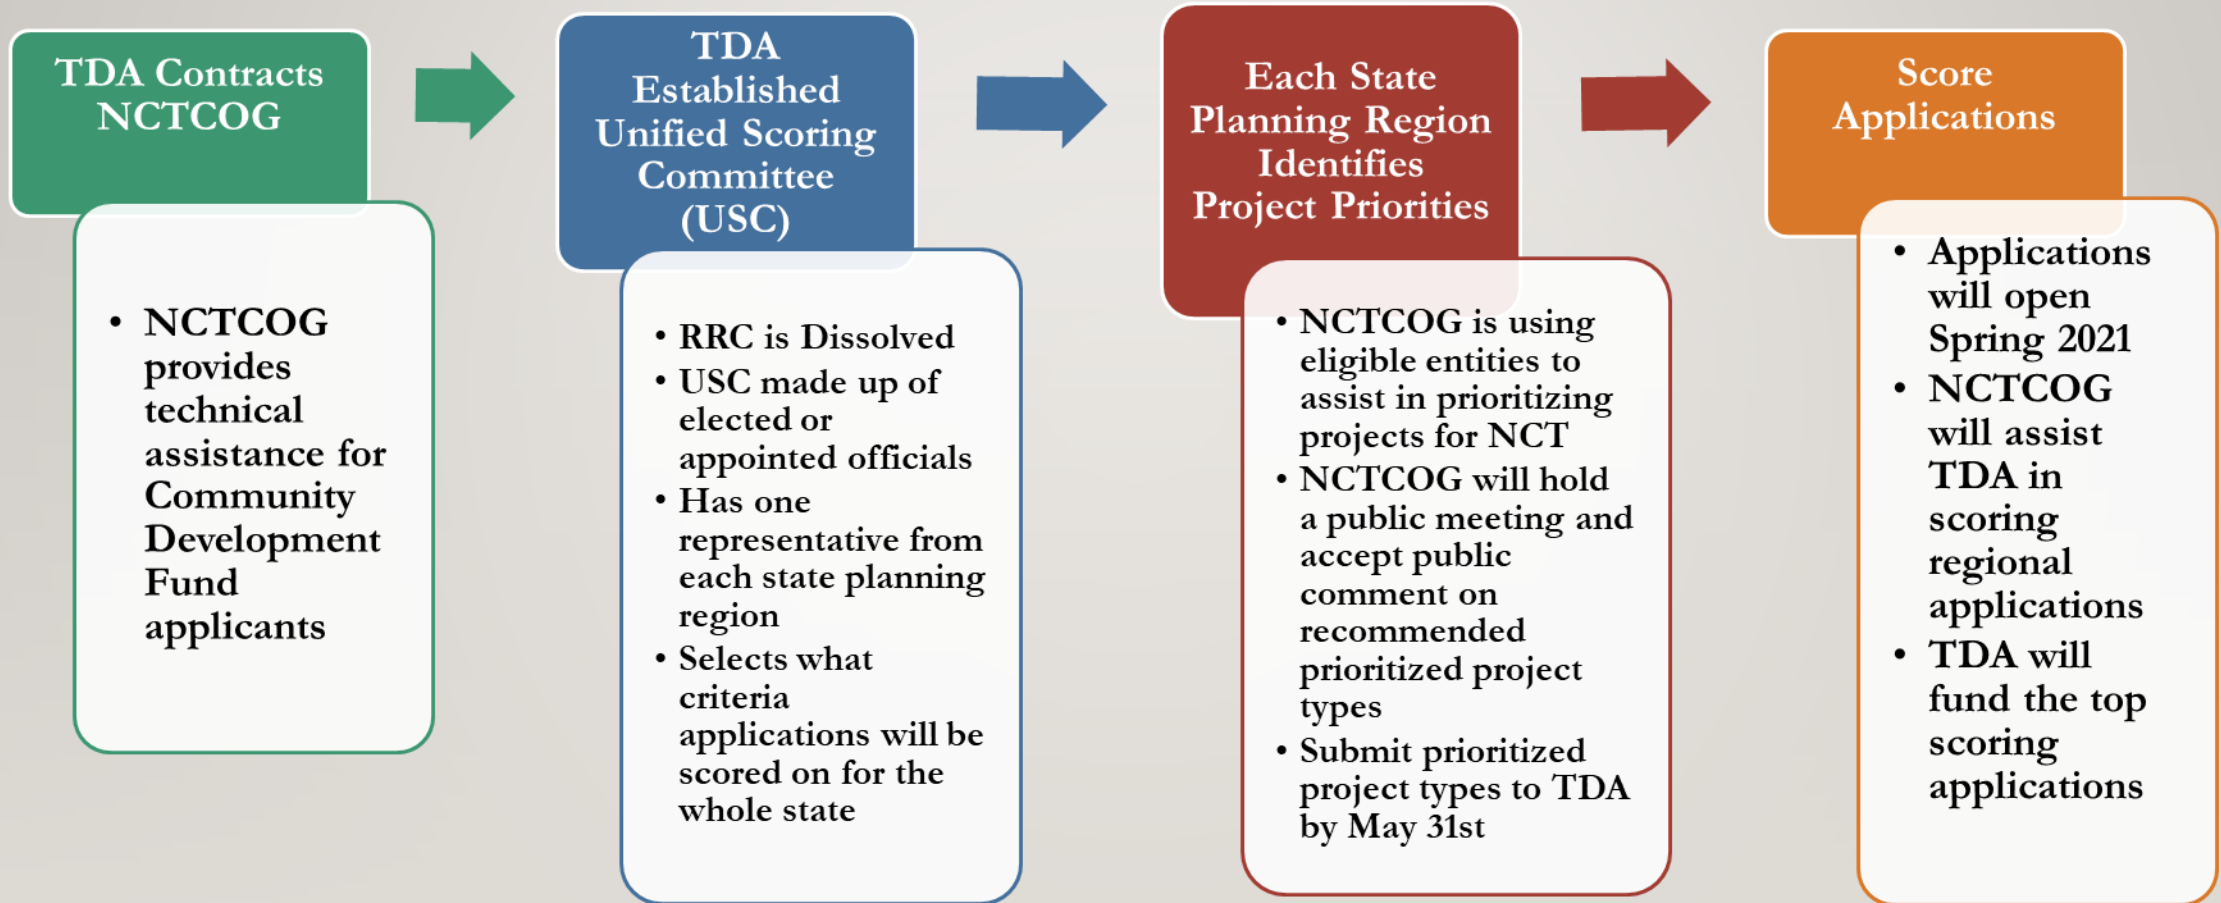 TDA Contracts
NCTCOG
• NCTCOG
provides
technical
assistance for
Community
Development
Fund
applicants
TDA
Established
Unified Scoring
Committee
(USC)
• RRC is Dissolved
• USC made up of
elected or
appointed officials
• Has one
representative from
each state planning
region
• Selects what
criteria
applications will be
scored on for the
whole state
Each State
Planning Region
Identifies
Project Priorities
• NCTCOG is using
eligible entities to
assist in prioritizing
projects for NCT
• NCTCOG will hold
a public meeting and
accept public
comment on
recommended
prioritized project
types
• Submit prioritized
project types to TDA
by May 31st
Score
Applications
• Applications
will open
Spring 2021
• NCTCOG
will assist
TDA in
scoring
regional
applications
• TDA will
fund the top
scoring
applications